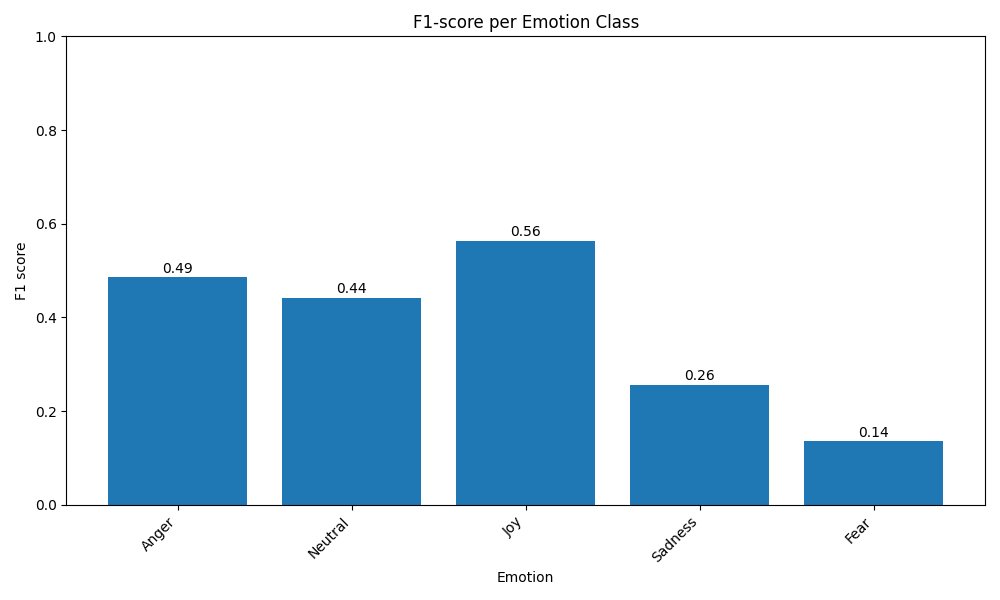 F1-score per Emotion Class
1.0
0.8
0.6
0.4
0.2
0.0
F1 score
0.49
0.44
0.56
0.26
0.14
Anger
Neutral
Joy
Sadness
Fear
Emotion